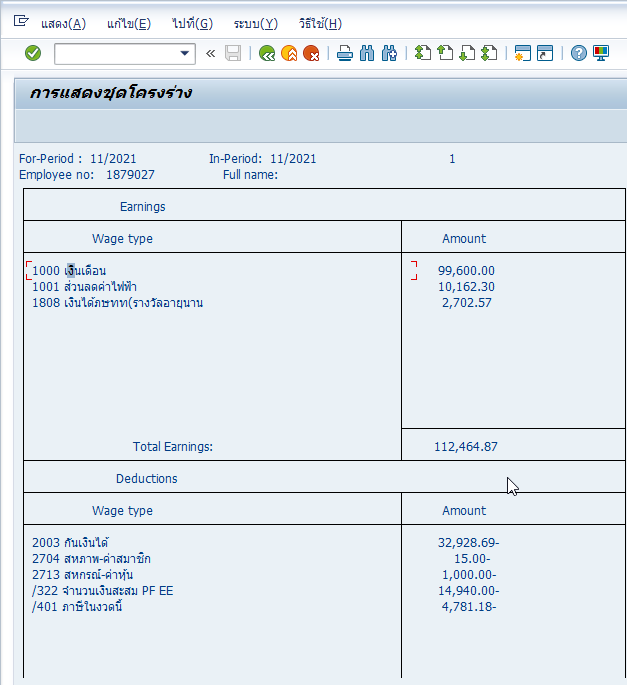 แสดง(A) แก้ไข(E) ไปที่(G) ระบบ(Y) วิธีใช้(H)
การแสดงชุดโครงร่าง
For-Period : 11/2021 In-Period: 11/2021 1
Employee no: 1879027 Full name:
Earnings
Wage type Amount
1000 เงินเดือน 99,600.00
1001 ส่วนลดค่าไฟฟ้า 10,162.30
1808 เงินได้ภษทท(รางวัลอายุนาน 2,702.57
Total Earnings: 112,464.87
Deductions
Wage type Amount
2003 กันเงินได้ 32,928.69-
2704 สหภาพ-ค่าสมาชิก 15.00-
2713 สหกรณ์-ค่าหุ้น 1,000.00-
/322 จำนวนเงินสะสม PF EE 14,940.00-
/401 ภาษีในงวดนี้ 4,781.18-